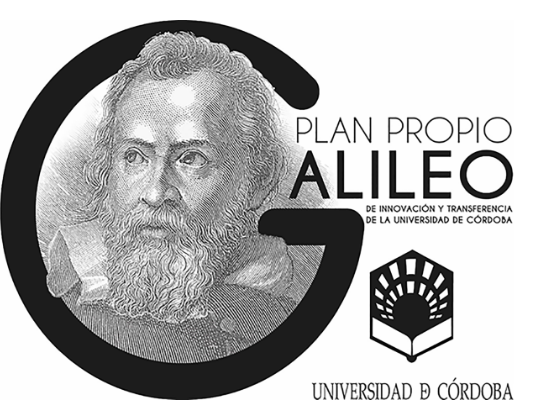 PLAN PROPIO
GALILEO
DE INNOVACIÓN Y TRANSFERENCIA
DE LA UNIVERSIDAD DE CÓRDOBA
UNIVERSIDAD Ð CÓRDOBA